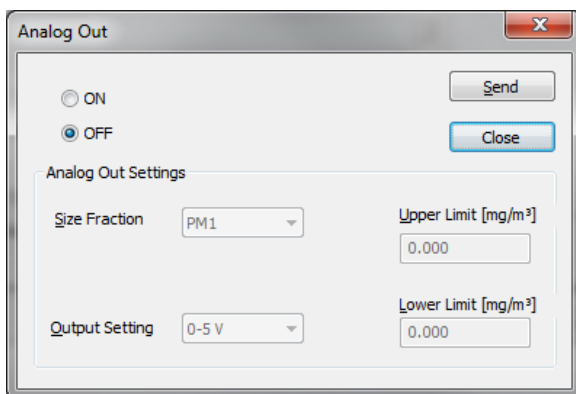 Analog Out
ON
Send
OFF
Close
Analog Out Settings
Size Fraction
PM1
Upper Limit [mg/m³]
0.000
Output Setting
0-5 V
Lower Limit [mg/m³]
0.000